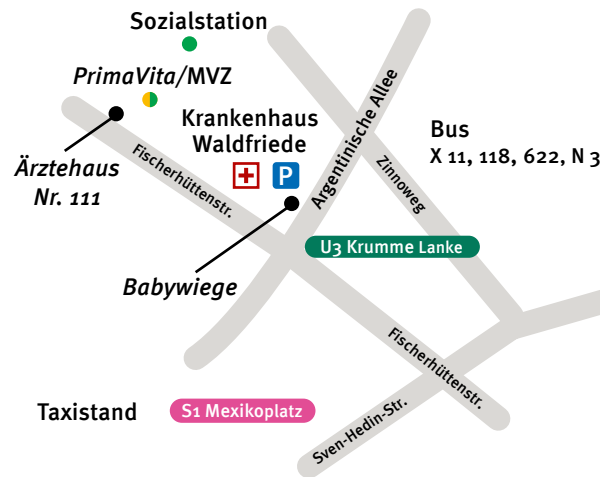 Sozialstation
PrimaVita/MVZ
Krankenhaus
Waldfriede
P
Ärztehaus
Nr. 111
Fischerhüttenstr.
Argentinische Allee
Zinnoweg
Bus
X 11, 118, 622, N 3
U3 Krumme Lanke
Babywiege
Fischerhüttenstr.
Taxistand
S1 Mexikoplatz
Sven-Hedin-Str.